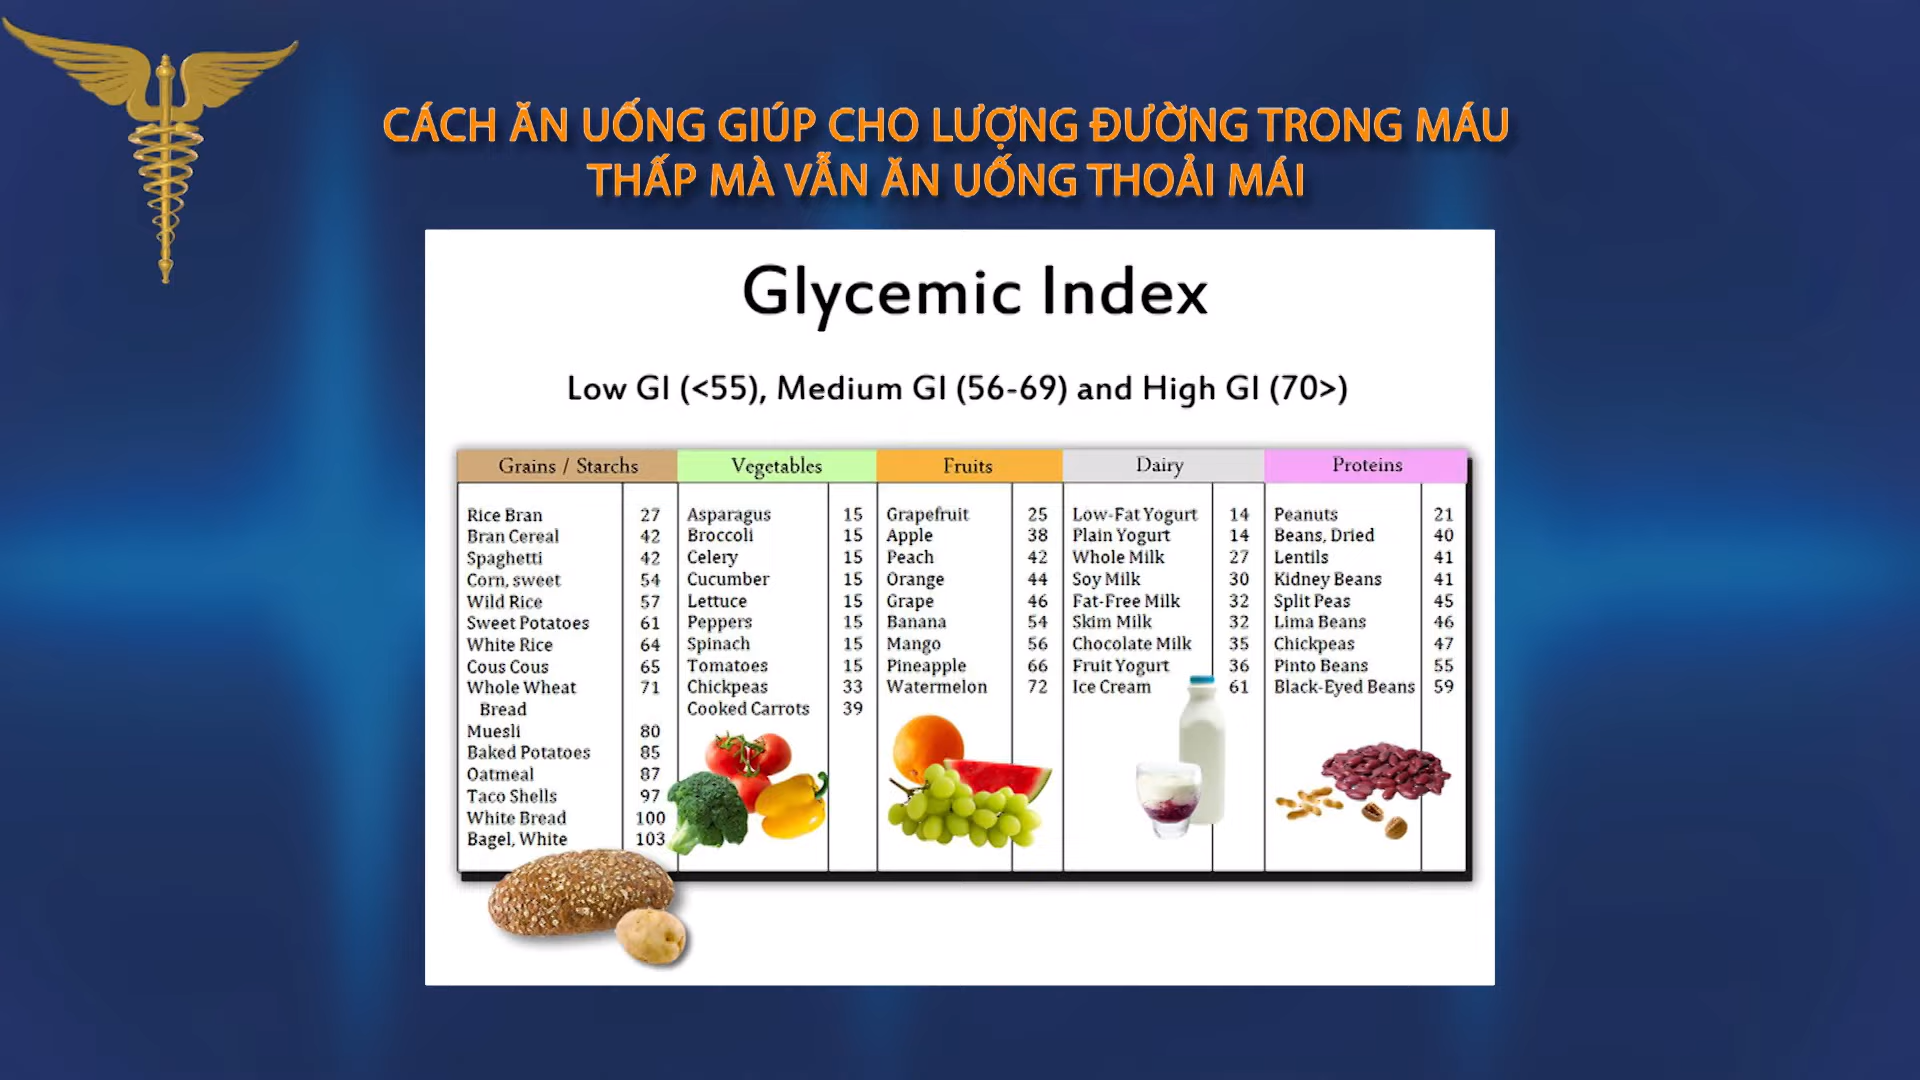 CÁCH ĂN UỐNG GIÚP CHO LƯỢNG ĐƯỜNG TRONG MÁU
THẤP MÀ VẪN ĂN UỐNG THOẢI MÁI
Glycemic Index
Low GI (<55), Medium GI (56-69) and High GI (70>)
Grains / Starchs
Rice Bran 27
Bran Cereal 42
Spaghetti 42
Corn, sweet 54
Wild Rice 57
Sweet Potatoes 61
White Rice 64
Cous Cous 65
Whole Wheat 71
Bread
Muesli 80
Baked Potatoes 85
Oatmeal 87
Taco Shells 97
White Bread 100
Bagel, White 103
Vegetables
Asparagus 15
Broccoli 15
Celery 15
Cucumber 15
Lettuce 15
Peppers 15
Spinach 15
Tomatoes 15
Chickpeas 33
Cooked Carrots 39
Fruits
Grapefruit 25
Apple 38
Peach 42
Orange 44
Grape 46
Banana 54
Mango 56
Pineapple 66
Watermelon 72
Dairy
Low-Fat Yogurt 14
Plain Yogurt 14
Whole Milk 27
Soy Milk 30
Fat-Free Milk 32
Skim Milk 32
Chocolate Milk 35
Fruit Yogurt 36
Ice Cream 61
Proteins
Peanuts 21
Beans, Dried 40
Lentils 41
Kidney Beans 41
Split Peas 45
Lima Beans 46
Chickpeas 47
Pinto Beans 55
Black-Eyed Beans 59